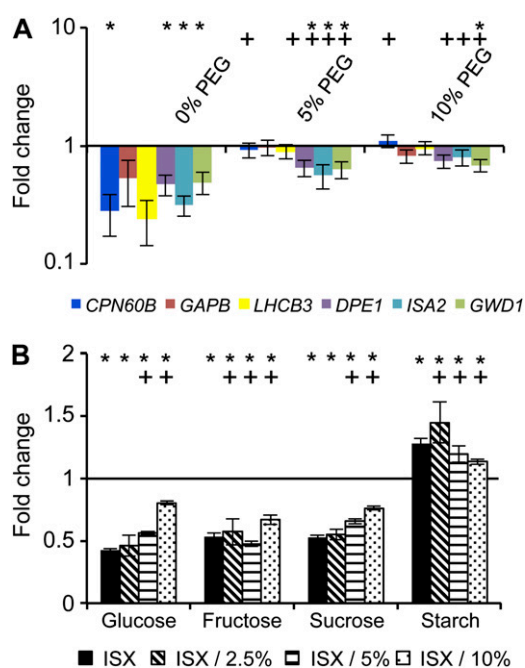 A
10
* * * * * * * *
+ + + + + + + + +
Fold change
1
0% PEG
5% PEG
10% PEG
0.1
CPN60B GAPB LHCB3 DPE1 ISA2 GWD1
B
2
* * * * * * * * * * * * * * * *
+ + + + + + + + + +
Fold change
1.5
1
0.5
0
Glucose Fructose Sucrose Starch
ISX ISX / 2.5% ISX / 5% ISX / 10%